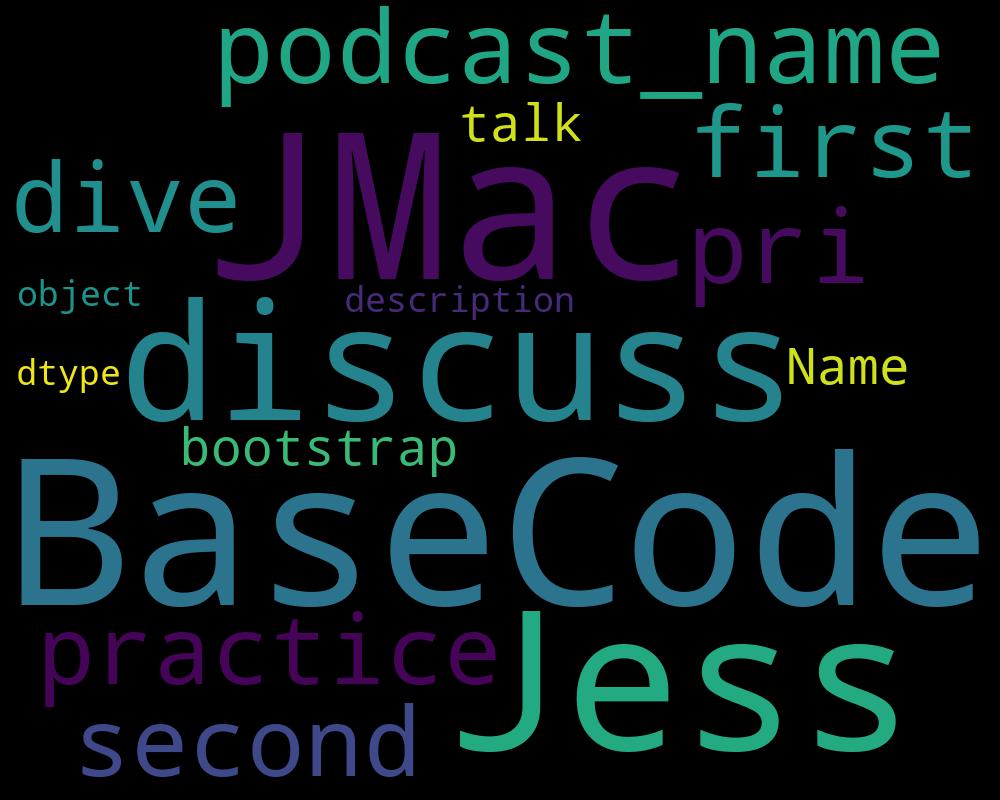 podcast_name
talk
first
dive
JMac
pri
object
description
discuss
dtype
Name
bootstrap
BaseCode
practice
Jess
second